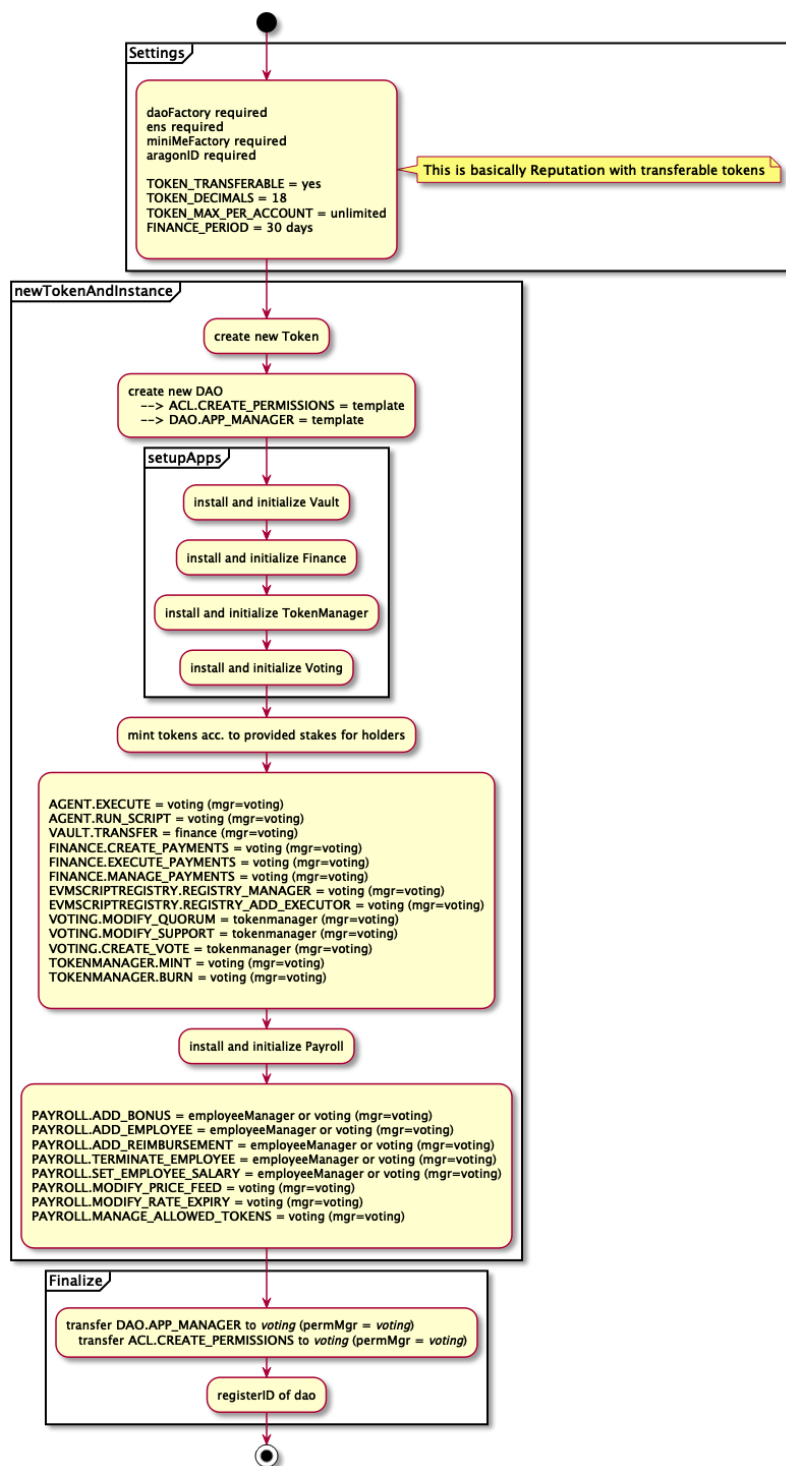 Settings
daoFactory required
ens required
miniMeFactory required
aragonID required
TOKEN_TRANSFERABLE = yes
TOKEN_DECIMALS = 18
TOKEN_MAX_PER_ACCOUNT = unlimited
FINANCE_PERIOD = 30 days
This is basically Reputation with transferable tokens
newTokenAndInstance
create new Token
create new DAO
--> ACL.CREATE_PERMISSIONS = template
--> DAO.APP_MANAGER = template
setupApps
install and initialize Vault
install and initialize Finance
install and initialize TokenManager
install and initialize Voting
mint tokens acc. to provided stakes for holders
AGENT.EXECUTE = voting (mgr=voting)
AGENT.RUN_SCRIPT = voting (mgr=voting)
VAULT.TRANSFER = finance (mgr=voting)
FINANCE.CREATE_PAYMENTS = voting (mgr=voting)
FINANCE.EXECUTE_PAYMENTS = voting (mgr=voting)
FINANCE.MANAGE_PAYMENTS = voting (mgr=voting)
EVMSCRIPTREGISTRY.REGISTRY_MANAGER = voting (mgr=voting)
EVMSCRIPTREGISTRY.REGISTRY_ADD_EXECUTOR = voting (mgr=voting)
VOTING.MODIFY_QUORUM = tokenmanager (mgr=voting)
VOTING.MODIFY_SUPPORT = tokenmanager (mgr=voting)
VOTING.CREATE_VOTE = tokenmanager (mgr=voting)
TOKENMANAGER.MINT = voting (mgr=voting)
TOKENMANAGER.BURN = voting (mgr=voting)
install and initialize Payroll
PAYROLL.ADD_BONUS = employeeManager or voting (mgr=voting)
PAYROLL.ADD_EMPLOYEE = employeeManager or voting (mgr=voting)
PAYROLL.ADD_REIMBURSEMENT = employeeManager or voting (mgr=voting)
PAYROLL.TERMINATE_EMPLOYEE = employeeManager or voting (mgr=voting)
PAYROLL.SET_EMPLOYEE_SALARY = employeeManager or voting (mgr=voting)
PAYROLL.MODIFY_PRICE_FEED = voting (mgr=voting)
PAYROLL.MODIFY_RATE_EXPIRY = voting (mgr=voting)
PAYROLL.MANAGE_ALLOWED_TOKENS = voting (mgr=voting)
Finalize
transfer DAO.APP_MANAGER to voting (permMgr = voting)
transfer ACL.CREATE_PERMISSIONS to voting (permMgr = voting)
registerID of dao